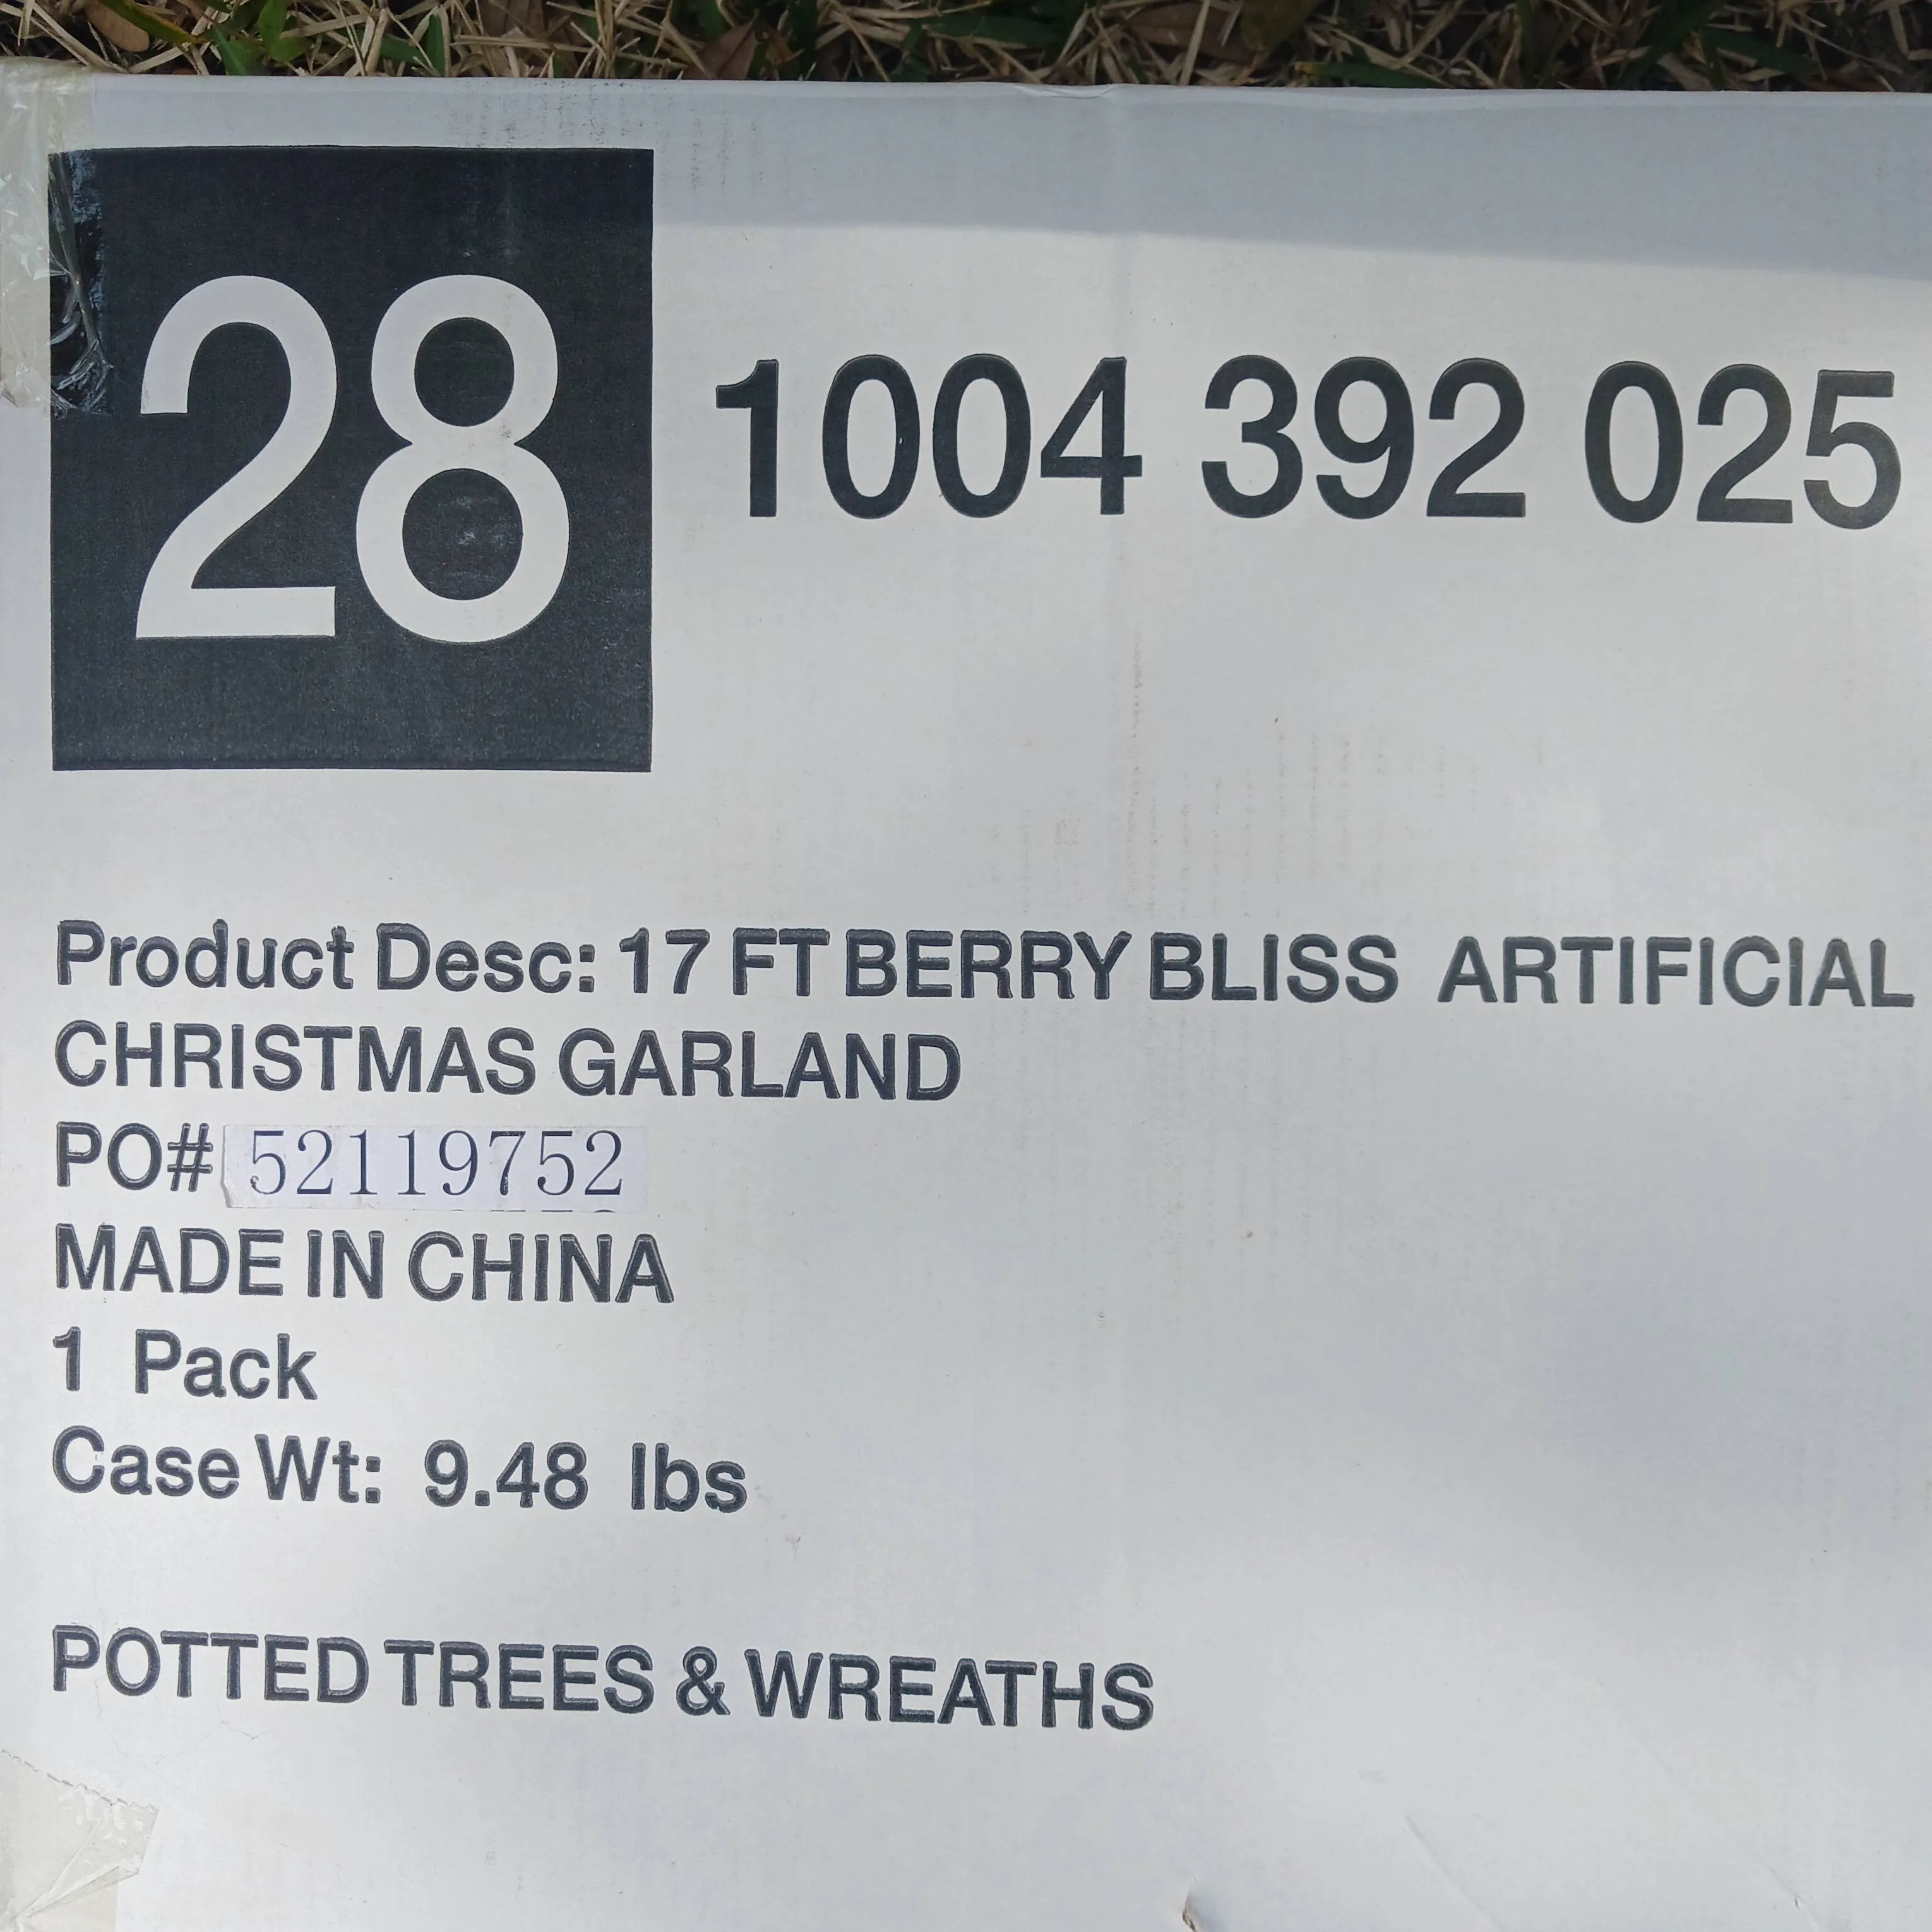 28
1004 392 025
Product Desc: 17 FT BERRY BLISS ARTIFICIAL
CHRISTMAS GARLAND
PO# 52119752
MADE IN CHINA
1 Pack
Case Wt: 9.48 lbs
POTTED TREES & WREATHS